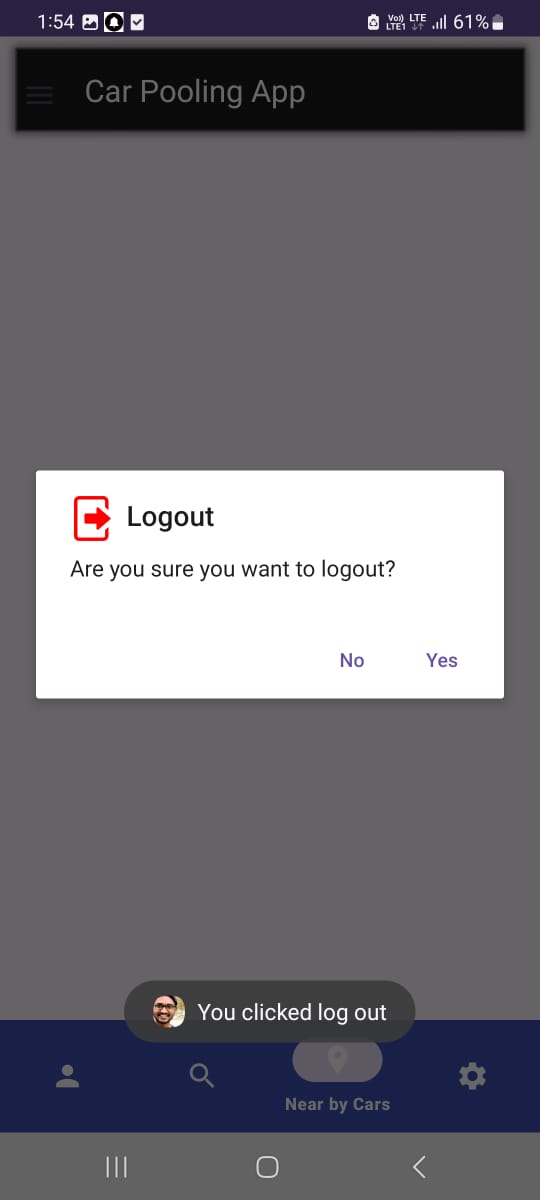 1:54 Vo)) LTE1 LTE 61%
Car Pooling App
Logout
Are you sure you want to logout?
No Yes
You clicked log out
Near by Cars